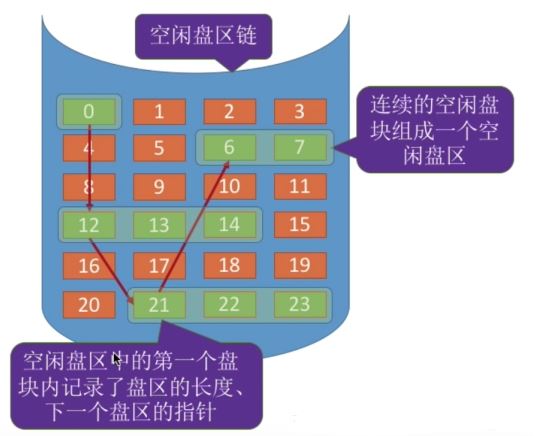 空闲盘区链
连续的空闲盘
块组成一个空
闲盘区
0 1 2 3
4 5 6 7
8 9 10 11
12 13 14 15
16 17 18 19
20 21 22 23
空闲盘区中的第一个盘
块内记录了盘区的长度、
下一个盘区的指针